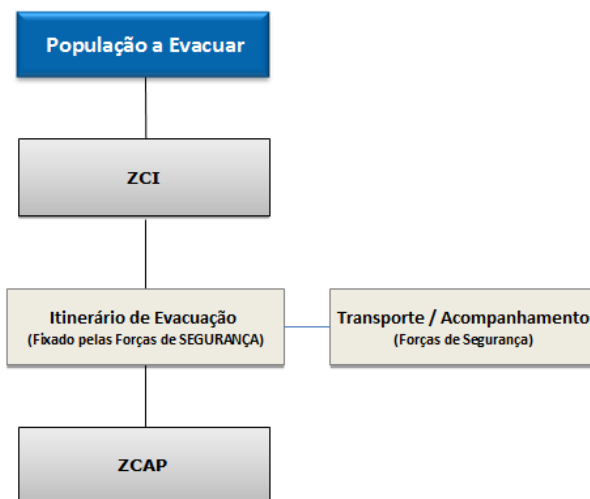 População a Evacuar
ZCI
Itinerário de Evacuação
(Fixado pelas Forças de SEGURANÇA)
Transporte / Acompanhamento
(Forças de Segurança)
ZCAP